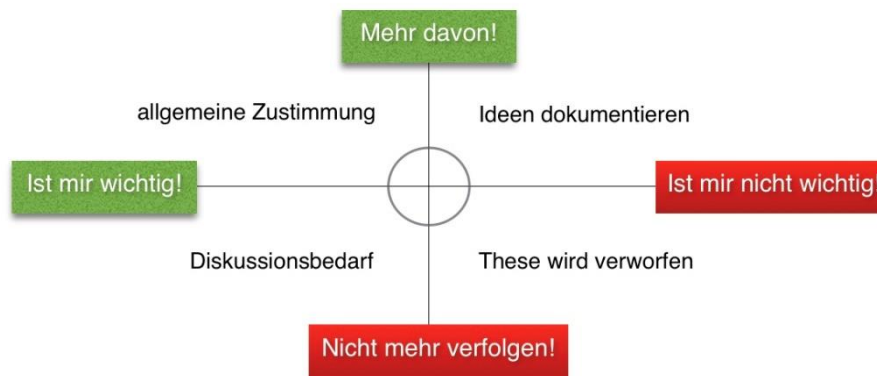 Mehr davon!
allgemeine Zustimmung
Ideen dokumentieren
Ist mir wichtig!
Ist mir nicht wichtig!
Diskussionsbedarf
These wird verworfen
Nicht mehr verfolgen!